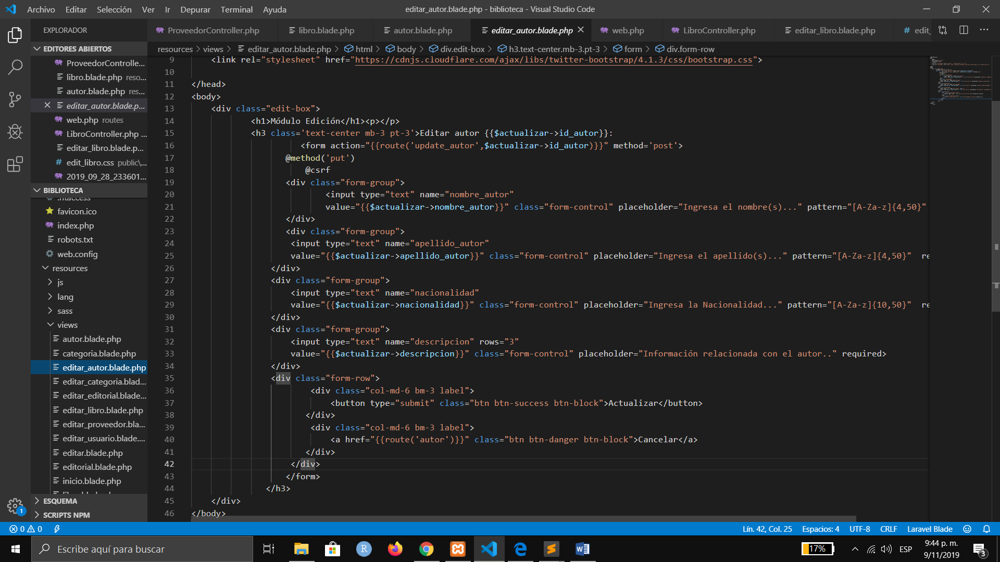 Archivo Editar Selección Ver Ir Depurar Terminal Ayuda
editar_autor.blade.php - biblioteca - Visual Studio Code
EXPLORADOR
ProveedorController.php libro.blade.php autor.blade.php editar_autor.blade.php web.php LibroController.php editar_libro.blade.php # edit_
EDITORES ABIERTOS
ProveedorControlle...
libro.blade.php reso...
autor.blade.php res...
editar_autor.blade.p...
web.php routes
LibroController.php ...
editar_libro.blade.p...
# edit_libro.css public\...
2019_09_28_233601...
BIBLIOTECA
.htaccess
favicon.ico
index.php
robots.txt
web.config
resources
js
lang
sass
views
autor.blade.php
categoria.blade.php
editar_autor.blade.php
editar_categoria.blad...
editar_editorial.blade...
editar_libro.blade.php
editar_proveedor.bla...
editar_usuario.blade....
editar.blade.php
editorial.blade.php
inicio.blade.php
ESQUEMA
SCRIPTS NPM
resources > views > editar_autor.blade.php > html > body > div.edit-box > h3.text-center.mb-3.pt-3 > form > div.form-row
9 <link rel="stylesheet" href="https://cdnjs.cloudflare.com/ajax/libs/twitter-bootstrap/4.1.3/css/bootstrap.css">
10
11 </head>
12 <body>
13 <div class="edit-box">
14 <h1>Módulo Edición</h1><p></p>
15 <h3 class='text-center mb-3 pt-3'>Editar autor {{$actualizar->id_autor}}:
16 <form action="{{route('update_autor',$actualizar->id_autor)}}" method='post'>
17 @method('put')
18 @csrf
19 <div class="form-group">
20 <input type="text" name="nombre_autor"
21 value="{{$actualizar->nombre_autor}}" class="form-control" placeholder="Ingresa el nombre(s)..." pattern="[A-Za-z]{4,50}"
22 </div>
23 <div class="form-group">
24 <input type="text" name="apellido_autor"
25 value="{{$actualizar->apellido_autor}}" class="form-control" placeholder="Ingresa el apellido(s)..." pattern="[A-Za-z]{4,50}" re
26 </div>
27 <div class="form-group">
28 <input type="text" name="nacionalidad"
29 value="{{$actualizar->nacionalidad}}" class="form-control" placeholder="Ingresa la Nacionalidad..." pattern="[A-Za-z]{10,50}" re
30 </div>
31 <div class="form-group">
32 <input type="text" name="descripcion" rows="3"
33 value="{{$actualizar->descripcion}}" class="form-control" placeholder="Información relacionada con el autor.." required>
34 </div>
35 <div class="form-row">
36 <div class="col-md-6 bm-3 label">
37 <button type="submit" class="btn btn-success btn-block">Actualizar</button>
38 </div>
39 <div class="col-md-6 bm-3 label">
40 <a href="{{route('autor')}}" class="btn btn-danger btn-block">Cancelar</a>
41 </div>
42 </div>
43 </form>
44 </h3>
45 </div>
46 </body>
1
0 0
Lín. 42, Col. 25 Espacios: 4 UTF-8 CRLF Laravel Blade
Escribe aquí para buscar
R
17%
ESP
9:44 p. m.
9/11/2019
3